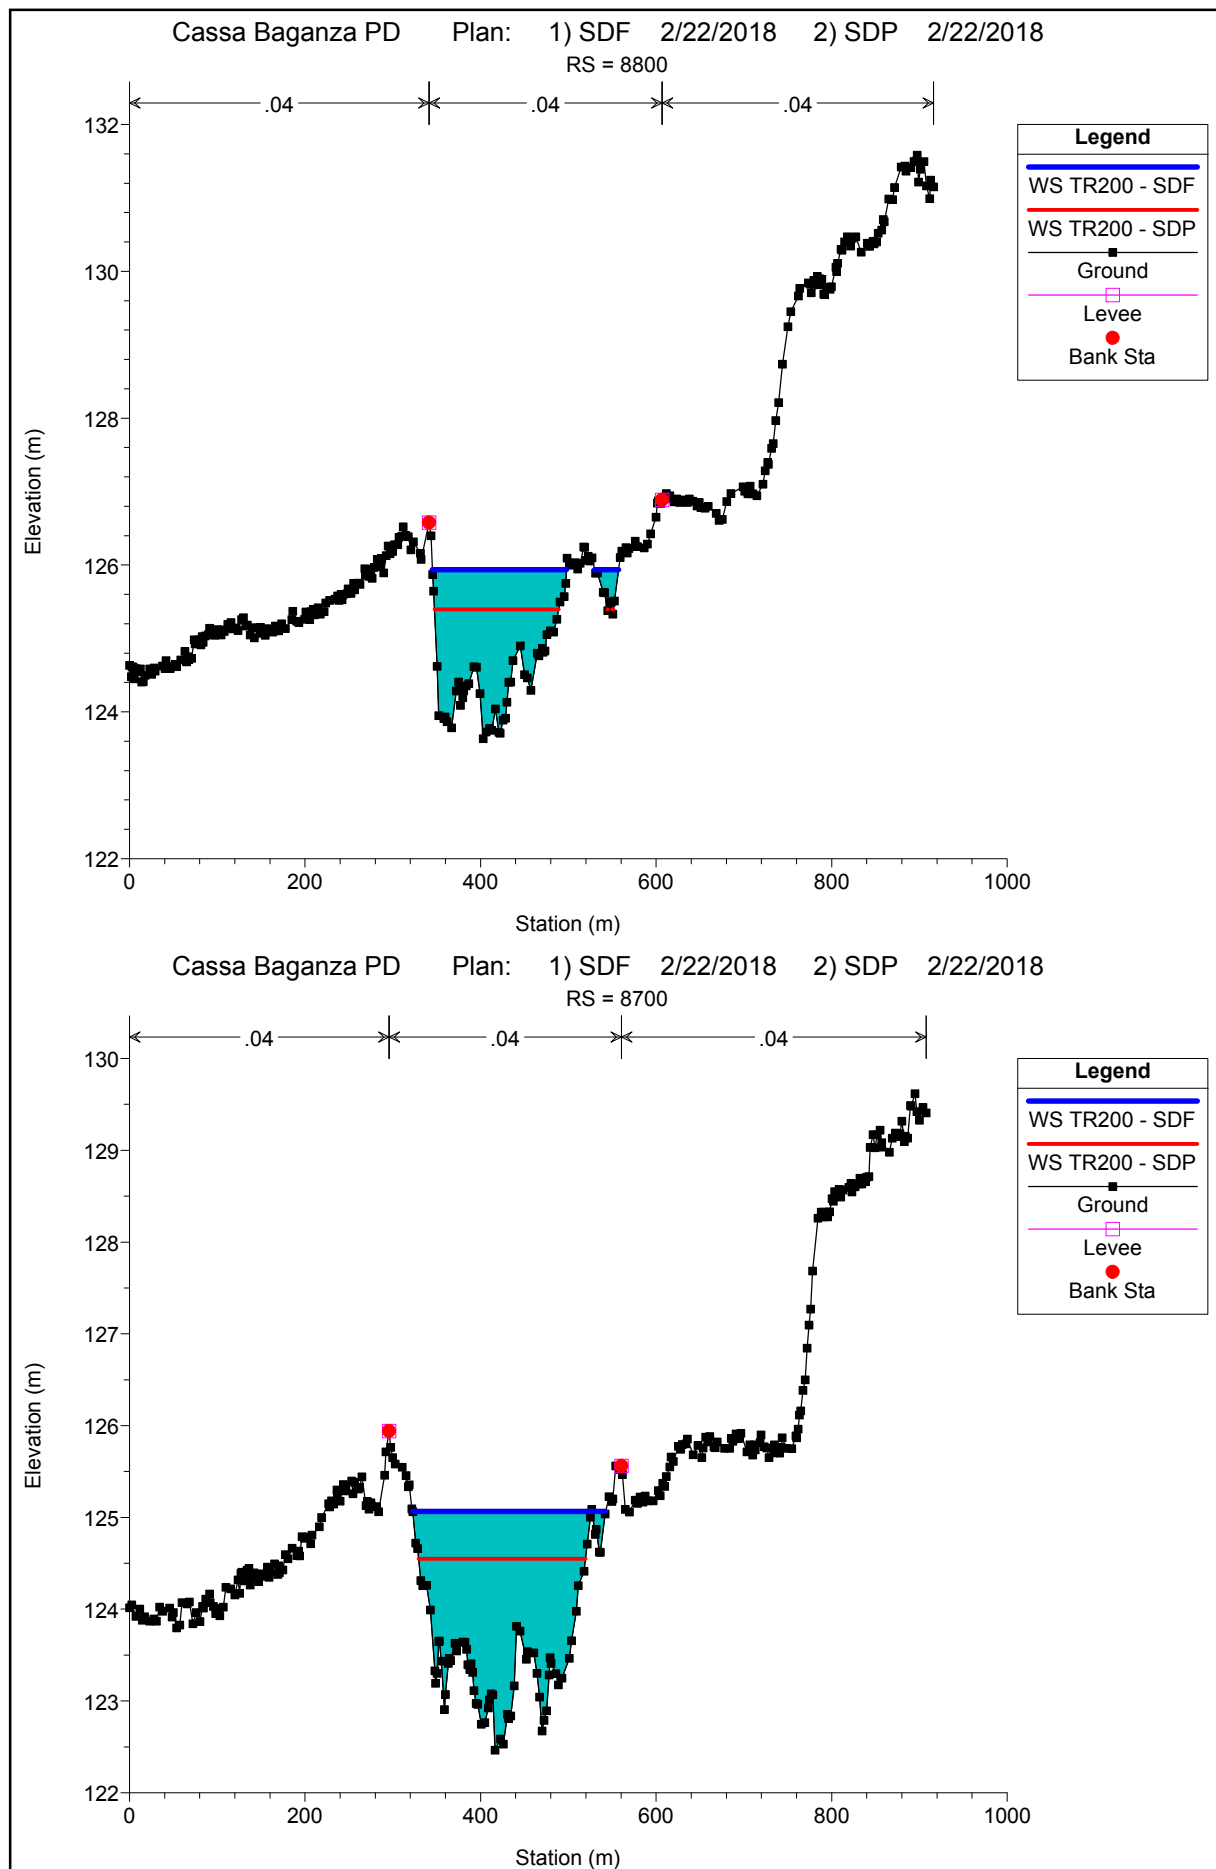 Cassa Baganza PD Plan: 1) SDF 2/22/2018 2) SDP 2/22/2018
RS = 8800
.04 .04 .04
Legend
WS TR200 - SDF
WS TR200 - SDP
Ground
Levee
Bank Sta
132
130
128
126
124
122
Elevation (m)
0 200 400 600 800 1000
Station (m)
Cassa Baganza PD Plan: 1) SDF 2/22/2018 2) SDP 2/22/2018
RS = 8700
.04 .04 .04
Legend
WS TR200 - SDF
WS TR200 - SDP
Ground
Levee
Bank Sta
130
129
128
127
126
125
124
123
122
Elevation (m)
0 200 400 600 800 1000
Station (m)